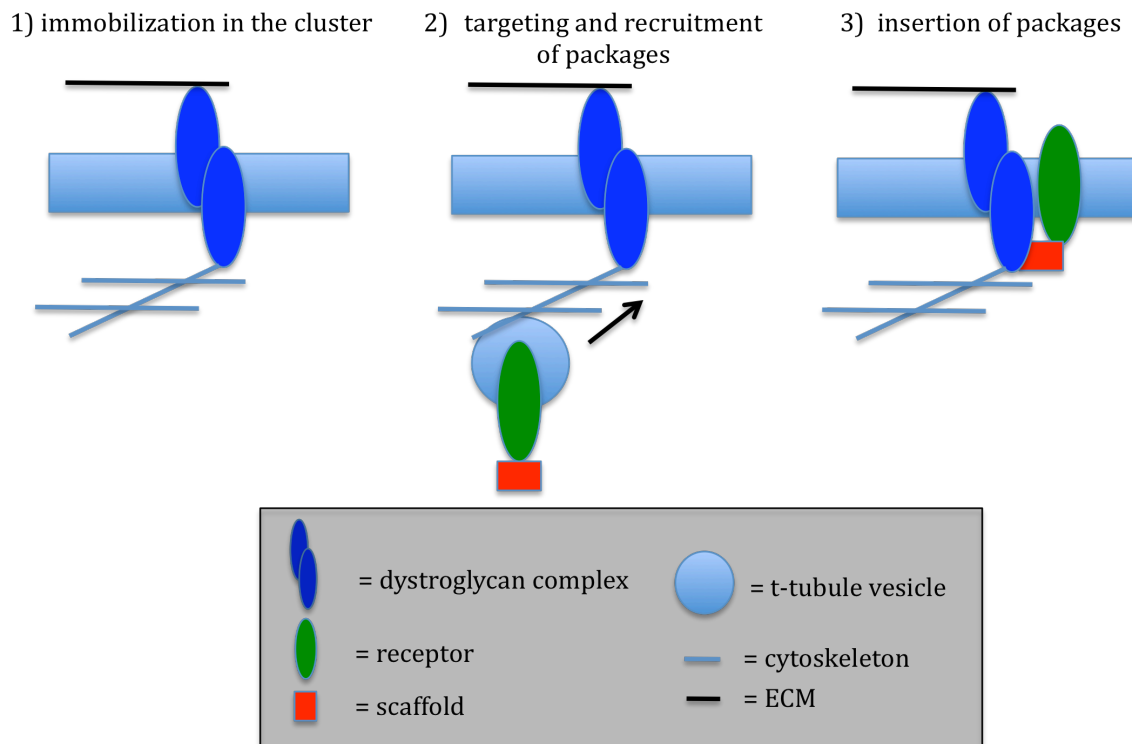 1) immobilization in the cluster
2) targeting and recruitment
of packages
3) insertion of packages
= dystroglycan complex
= t-tubule vesicle
= receptor
= cytoskeleton
= scaffold
= ECM